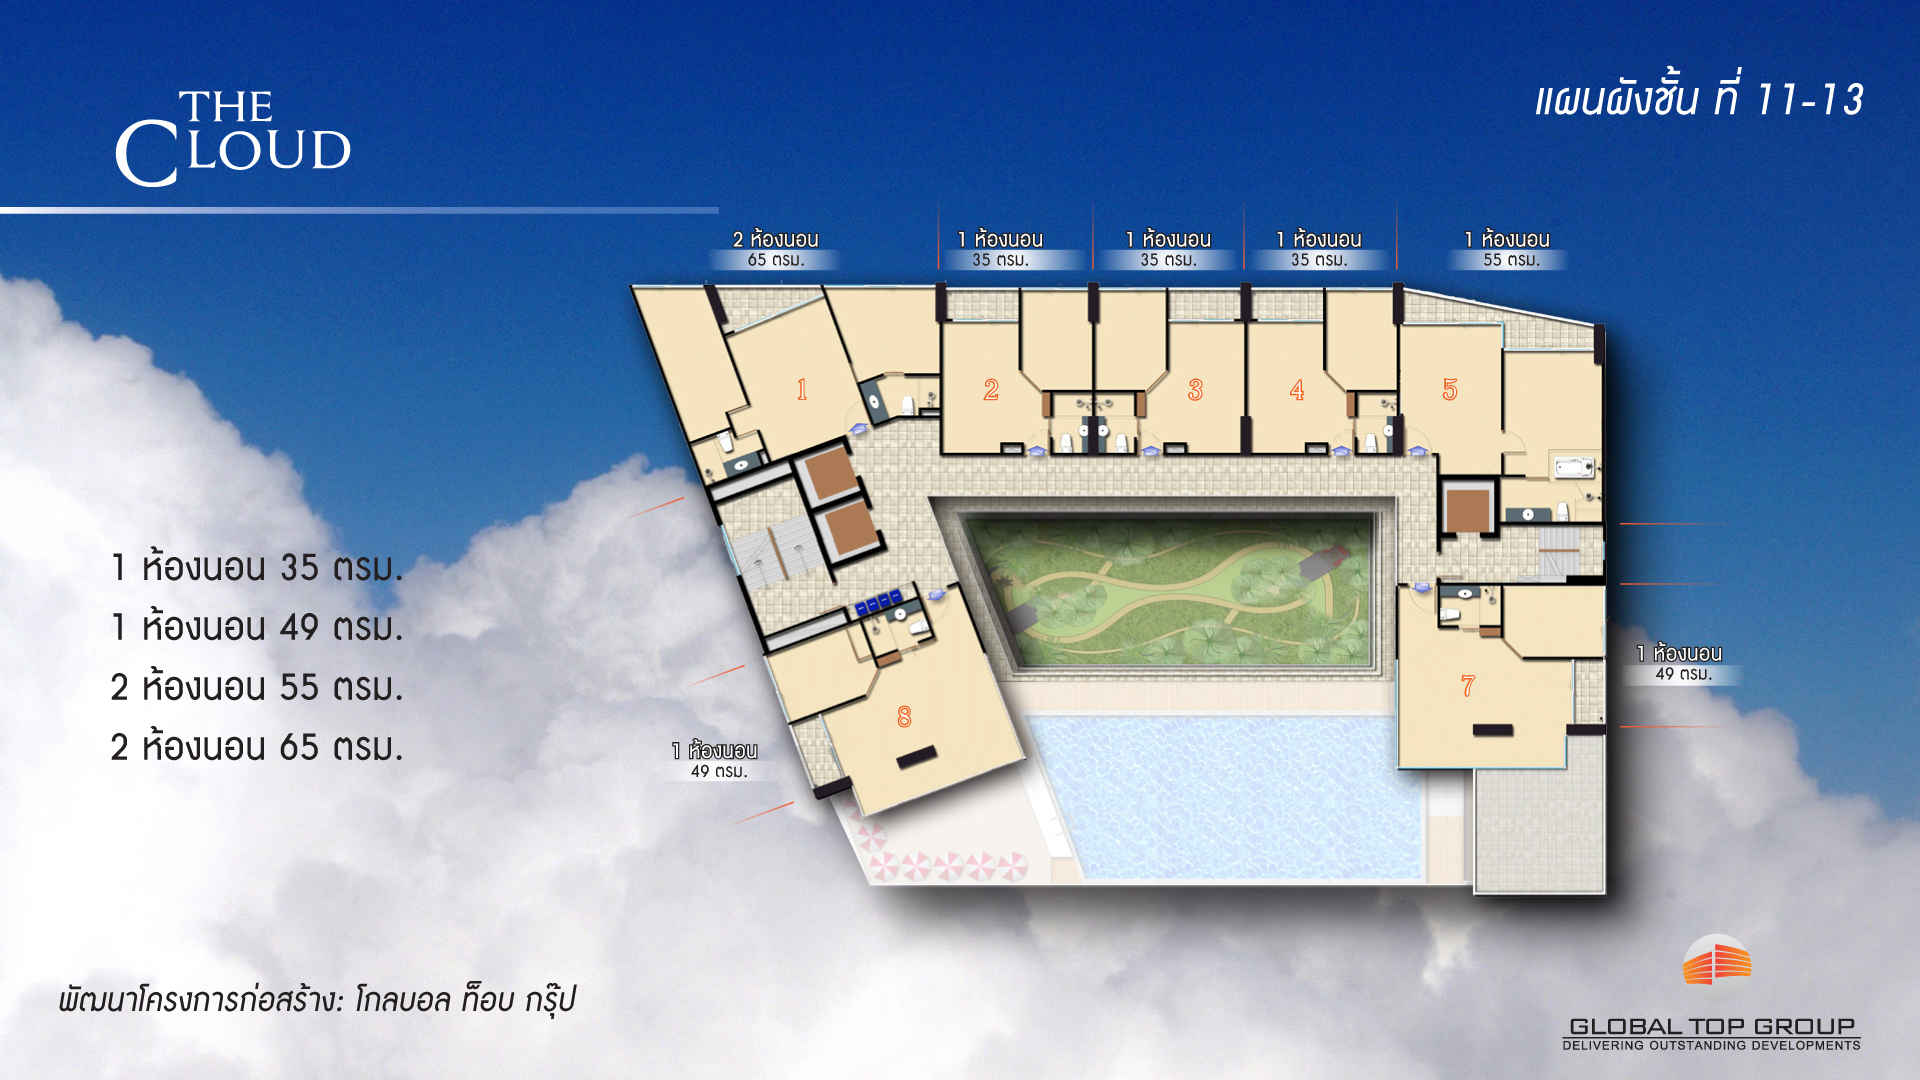 THE
CLOUD
แผนผังชั้น ที่ 11-13
2 ห้องนอน
65 ตรม.
1 ห้องนอน
35 ตรม.
1 ห้องนอน
35 ตรม.
1 ห้องนอน
35 ตรม.
1 ห้องนอน
55 ตรม.
1
2
3
4
5
1 ห้องนอน 35 ตรม.
1 ห้องนอน 49 ตรม.
2 ห้องนอน 55 ตรม.
2 ห้องนอน 65 ตรม.
7
8
1 ห้องนอน
49 ตรม.
1 ห้องนอน
49 ตรม.
พัฒนาโครงการก่อสร้าง: โกลบอล ท็อบ กรุ๊ป
GLOBAL TOP GROUP
DELIVERING OUTSTANDING DEVELOPMENTS